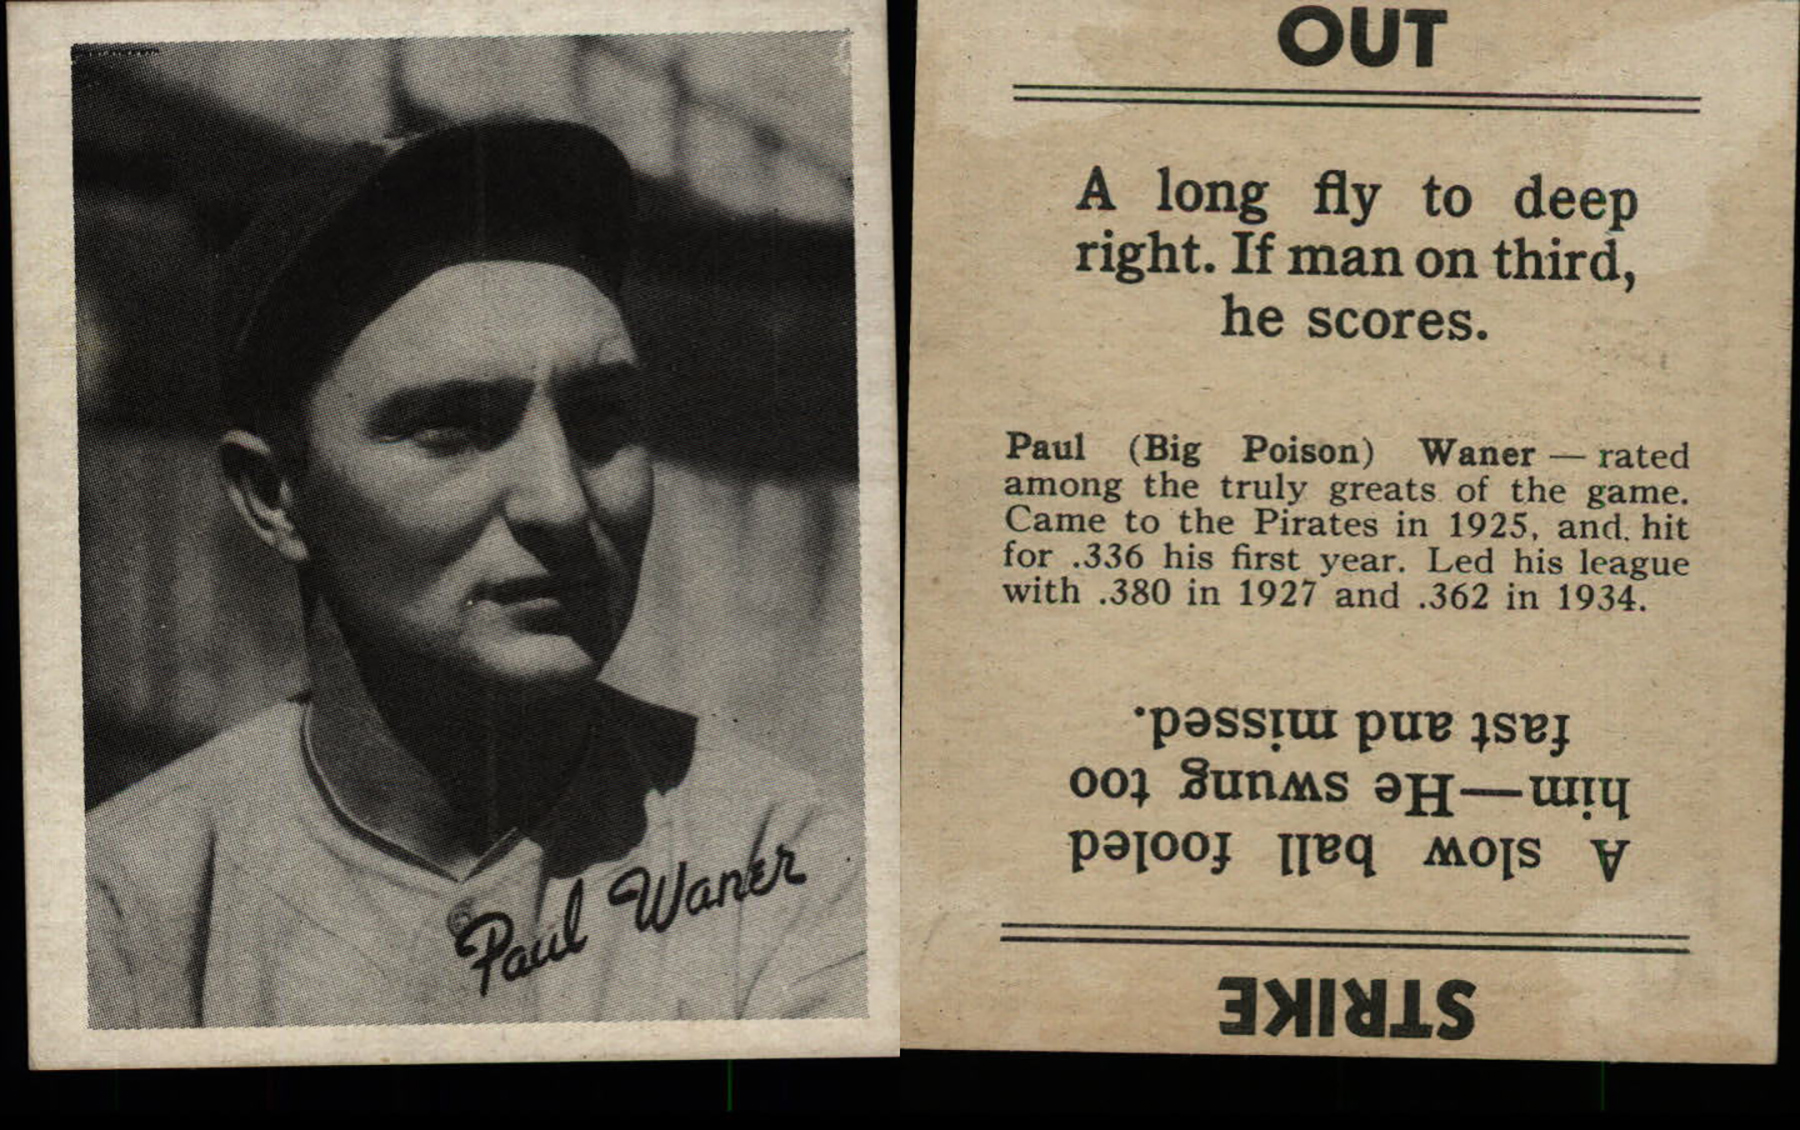 Paul Waner
OUT
A long fly to deep
right. If man on third,
he scores.
Paul (Big Poison) Waner — rated
among the truly greats of the game.
Came to the Pirates in 1925, and. hit
for .336 his first year. Led his league
with .380 in 1927 and .362 in 1934.
STRIKE
A slow ball fooled
him—He swung too
fast and missed.